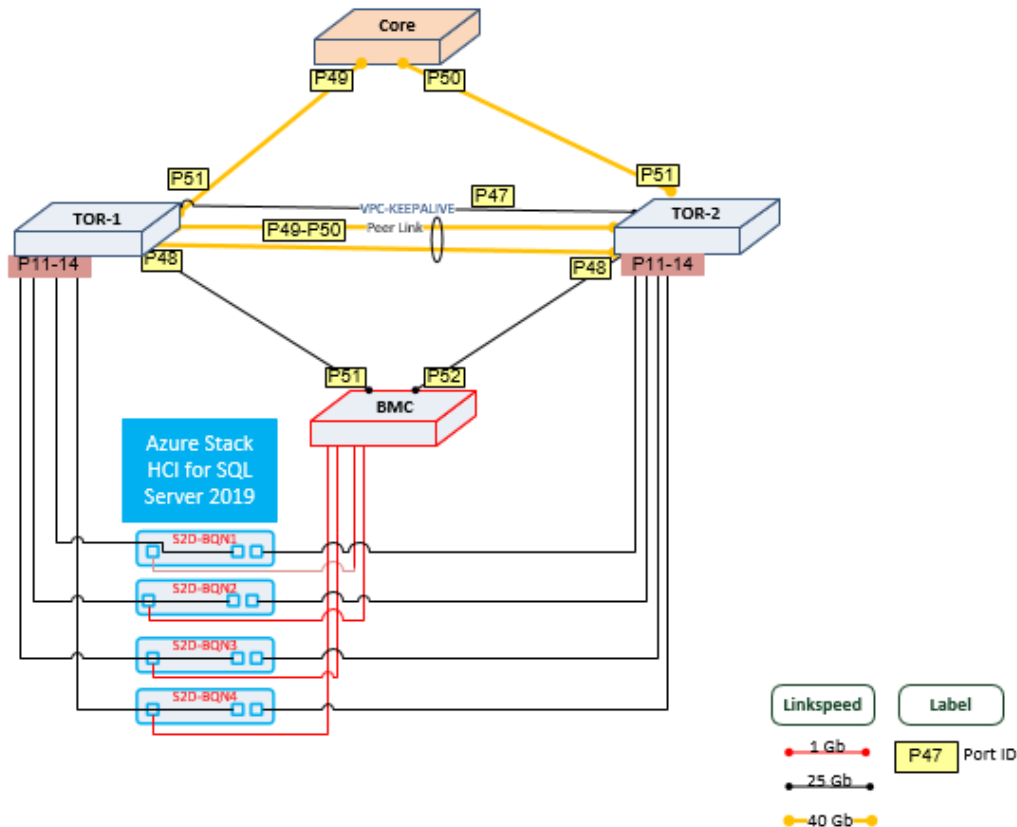 Core
P49
P50
P51
P51
P47
TOR-1
VPC-KEEPALIVE
TOR-2
P49-P50
Peer Link
P11-14
P48
P48
P11-14
P51
P52
BMC
Azure Stack
HCI for SQL
Server 2019
S2D-BQN1
S2D-BQN2
S2D-BQN3
S2D-BQN4
Linkspeed
Label
1 Gb
P47
Port ID
25 Gb
40 Gb